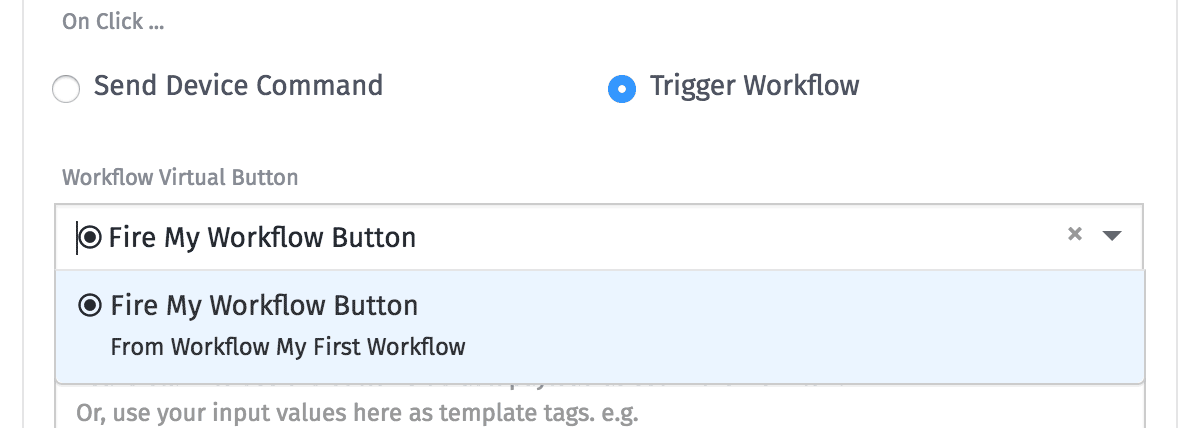 On Click ...
Send Device Command
Trigger Workflow
Workflow Virtual Button
Fire My Workflow Button
Fire My Workflow Button
From Workflow My First Workflow
Or, use your input values here as template tags. e.g.